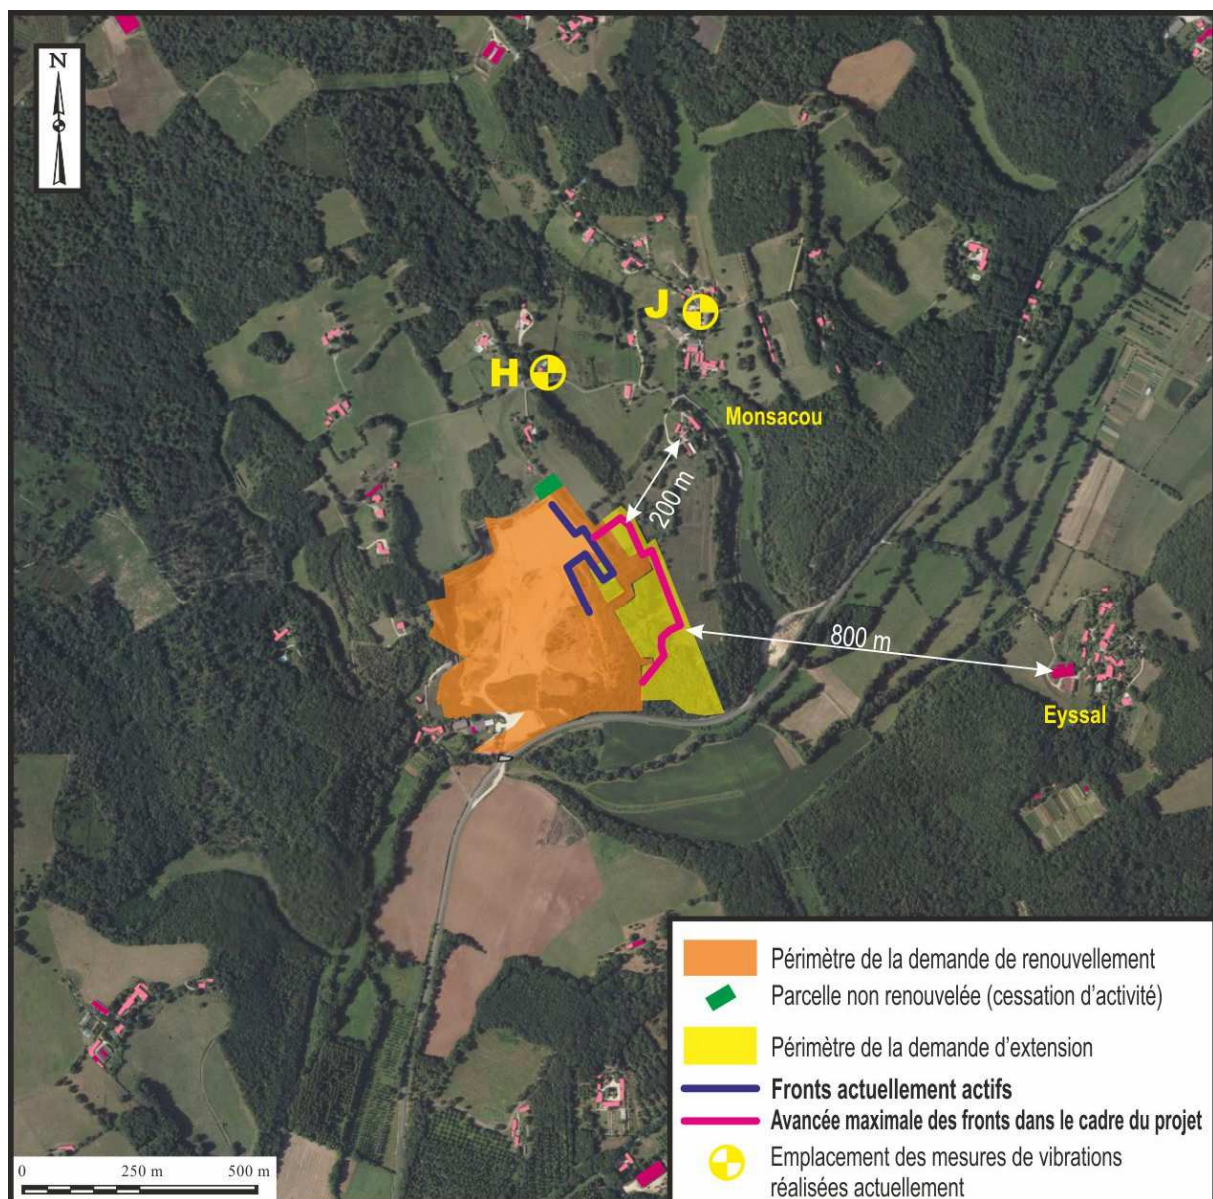 N
J
H
Monsacou
200 m
800 m
Eyssal
Périmètre de la demande de renouvellement
Parcelle non renouvelée (cessation d'activité)
Périmètre de la demande d'extension
Fronts actuellement actifs
Avancée maximale des fronts dans le cadre du projet
Emplacement des mesures de vibrations
réalisées actuellement
0 250 m 500 m